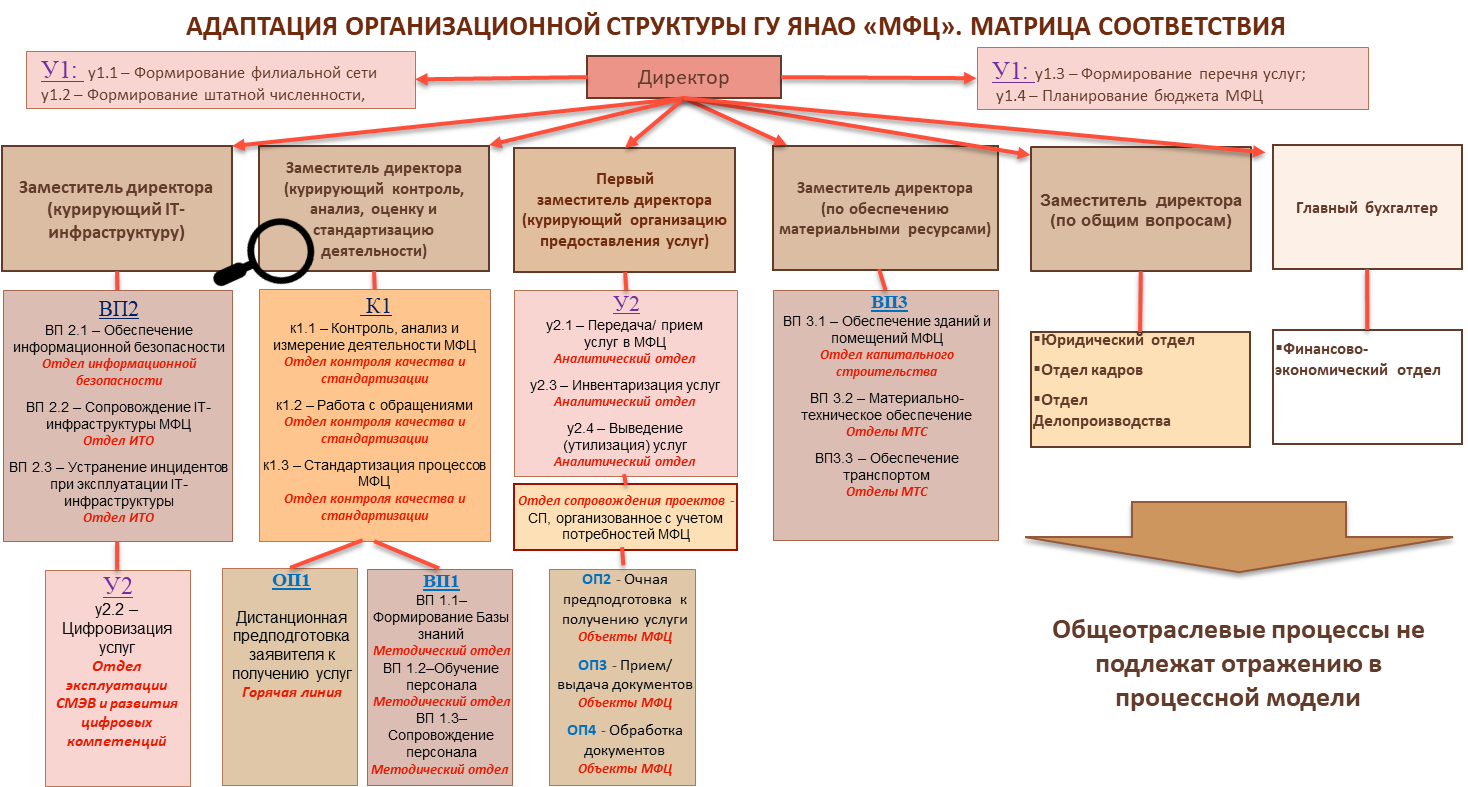 АДАПТАЦИЯ ОРГАНИЗАЦИОННОЙ СТРУКТУРЫ ГУ ЯНАО «МФЦ». МАТРИЦА СООТВЕТСТВИЯ
У1: у1.1 – Формирование филиальной сети
у1.2 – Формирование штатной численности,
Директор
У1: у1.3 – Формирование перечня услуг;
у1.4 – Планирование бюджета МФЦ
Заместитель директора
(курирующий IT-
инфраструктуру)
Заместитель директора
(курирующий контроль,
анализ, оценку и
стандартизацию
деятельности)
Первый
заместитель директора
(курирующий организацию
предоставления услуг)
Заместитель директора
(по обеспечению
материальными ресурсами)
Заместитель директора
(по общим вопросам)
Главный бухгалтер
ВП2
ВП 2.1 – Обеспечение
информационной безопасности
Отдел информационной
безопасности
ВП 2.2 – Сопровождение IT-
инфраструктуры МФЦ
Отдел ИТО
ВП 2.3 – Устранение инцидентов
при эксплуатации IT-
инфраструктуры
Отдел ИТО
К1
к1.1 – Контроль, анализ и
измерение деятельности МФЦ
Отдел контроля качества и
стандартизации
к1.2 – Работа с обращениями
Отдел контроля качества и
стандартизации
к1.3 – Стандартизация процессов
МФЦ
Отдел контроля качества и
стандартизации
У2
у2.1 – Передача/ прием
услуг в МФЦ
Аналитический отдел
у2.3 – Инвентаризация услуг
Аналитический отдел
у2.4 – Выведение
(утилизация) услуг
Аналитический отдел
Отдел сопровождения проектов -
СП, организованное с учетом
потребностей МФЦ
ВП3
ВП 3.1 – Обеспечение зданий и
помещений МФЦ
Отдел капитального
строительства
ВП 3.2 – Материально-
техническое обеспечение
Отделы МТС
ВП3.3 – Обеспечение
транспортом
Отделы МТС
▪Юридический отдел
▪Отдел кадров
▪Отдел
Делопроизводства
▪Финансово-
экономический отдел
У2
у2.2 –
Цифровизация
услуг
Отдел
эксплуатации
СМЭВ и развития
цифровых
компетенций
ОП1
Дистанционная
предподготовка
заявителя к
получению услуг
Горячая линия
ВП1
ВП 1.1–
Формирование Базы
знаний
Методический отдел
ВП 1.2–Обучение
персонала
Методический отдел
ВП 1.3–
Сопровождение
персонала
Методический отдел
ОП2 - Очная
предподготовка к
получению услуги
Объекты МФЦ
ОП3 - Прием/
выдача документов
Объекты МФЦ
ОП4 - Обработка
документов
Объекты МФЦ
Общеотраслевые процессы не
подлежат отражению в
процессной модели